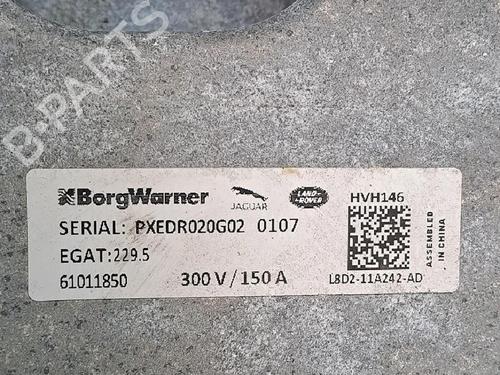 B-PARTS
BorgWarner
JAGUAR
LAND ROVER
HVH146
SERIAL: PXEDR020G02 0107
EGAT:229.5
61011850
300 V/150 A
L8D2-11A242-AD
ASSEMBLED
IN CHINA